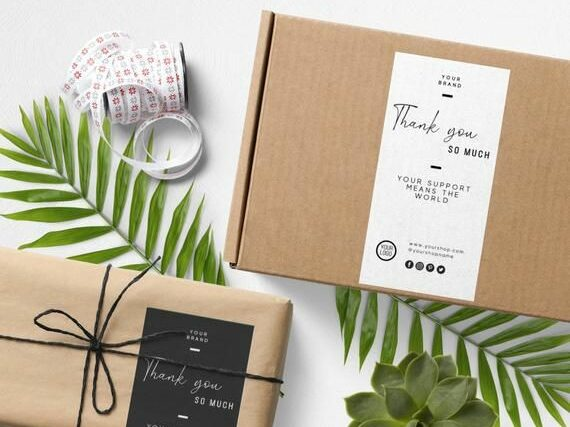 YOUR
BRAND
Thank you
SO MUCH
YOUR SUPPORT
MEANS THE
WORLD
YOUR
LOGO
www.yourshop.com
@yourshopname
YOUR
BRAND
Thank you
SO MUCH